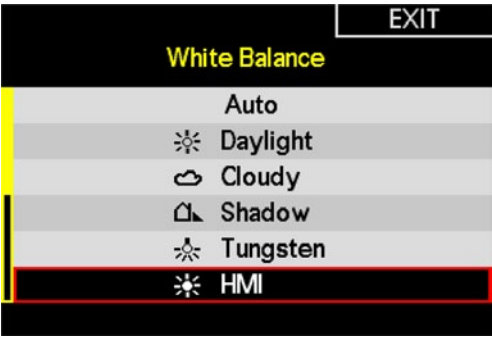 EXIT
White Balance
Auto
Daylight
Cloudy
Shadow
Tungsten
HMI